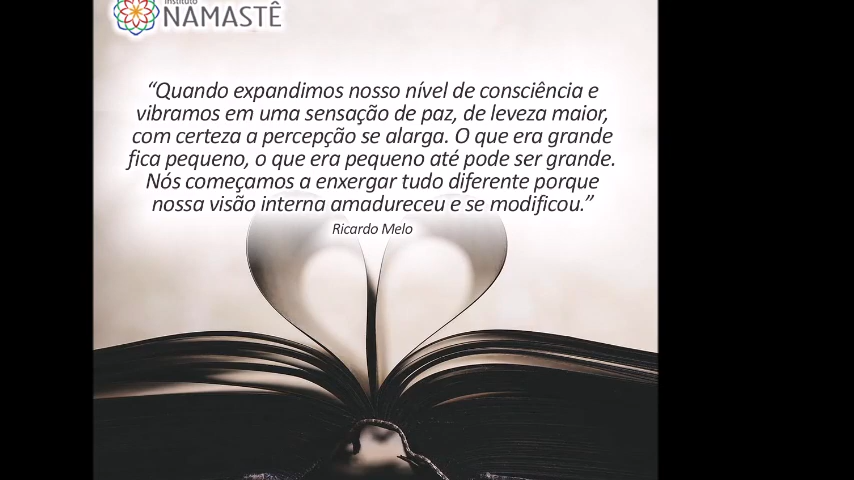 Instituto
NAMASTÊ
“Quando expandimos nosso nível de consciência e
vibramos em uma sensação de paz, de leveza maior,
com certeza a percepção se alarga. O que era grande
fica pequeno, o que era pequeno até pode ser grande.
Nós começamos a enxergar tudo diferente porque
nossa visão interna amadureceu e se modificou.”
Ricardo Melo